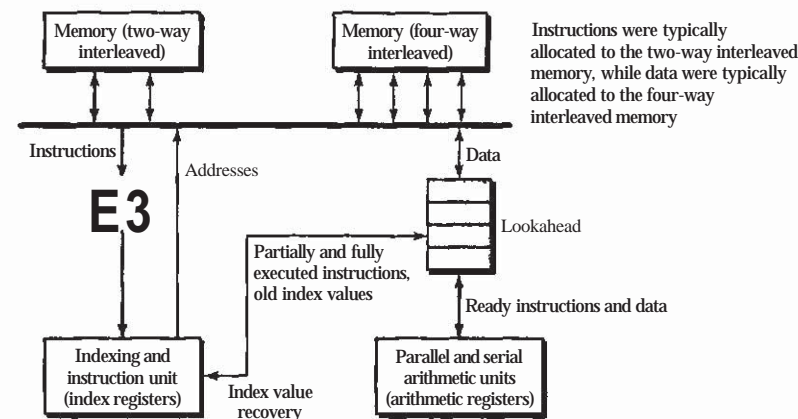 Memory (two-way
interleaved)
Memory (four-way
interleaved)
Instructions were typically
allocated to the two-way interleaved
memory, while data were typically
allocated to the four-way
interleaved memory
Instructions
Addresses
Data
E3
Lookahead
Partially and fully
executed instructions,
old index values
Ready instructions and data
Indexing and
instruction unit
(index registers)
Index value
recovery
Parallel and serial
arithmetic units
(arithmetic registers)